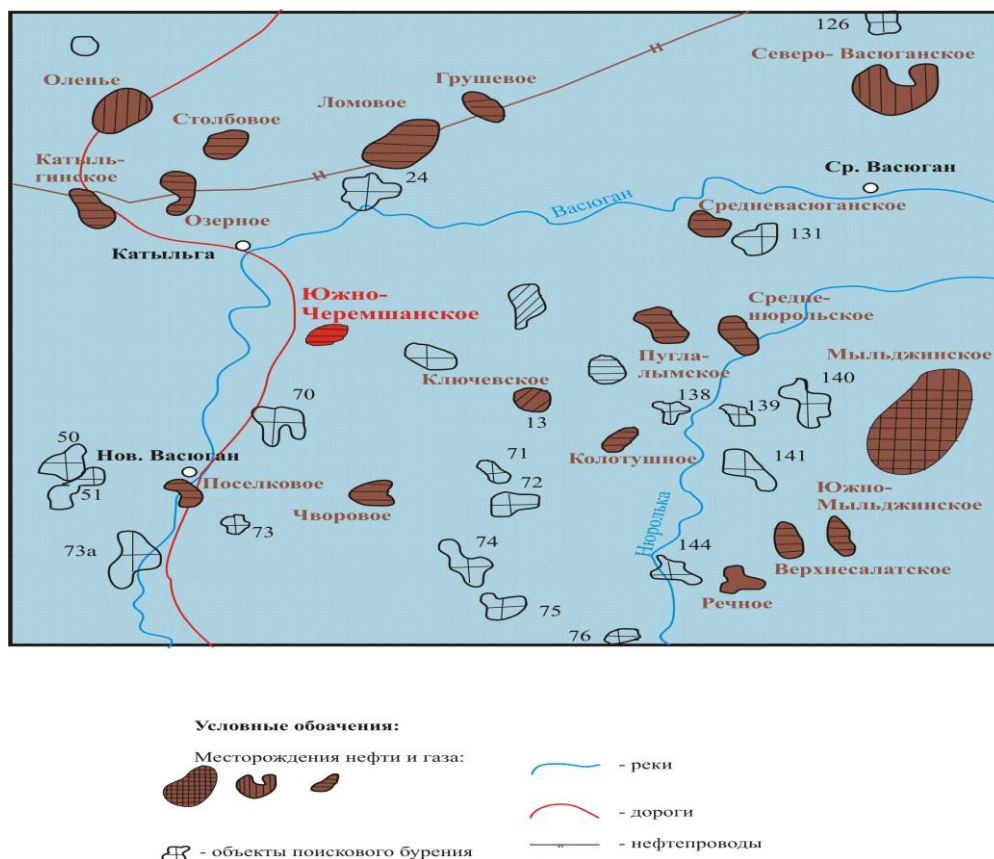 126
Северо- Васюганское
Оленье
Грушевое
Ломовое
Столбовое
Катыль-
гинское
24
Ср. Васюган
Васюган
Средневасюганское
Озерное
131
Катыльга
Южно-
Черемшанское
Средне-
нюрольское
Пугла-
лымское
Мыльджинское
Ключевское
140
70
138
139
13
50
Нов. Васюган
71
Колотушное
141
51
Поселковое
72
Южно-
Мыльджинское
Чворовое
73
Нюролька
73а
74
144
Верхнесалатское
75
Речное
76
Условные обоачения:
Месторождения нефти и газа:
- реки
- дороги
- объекты поискового бурения
- нефтепроводы